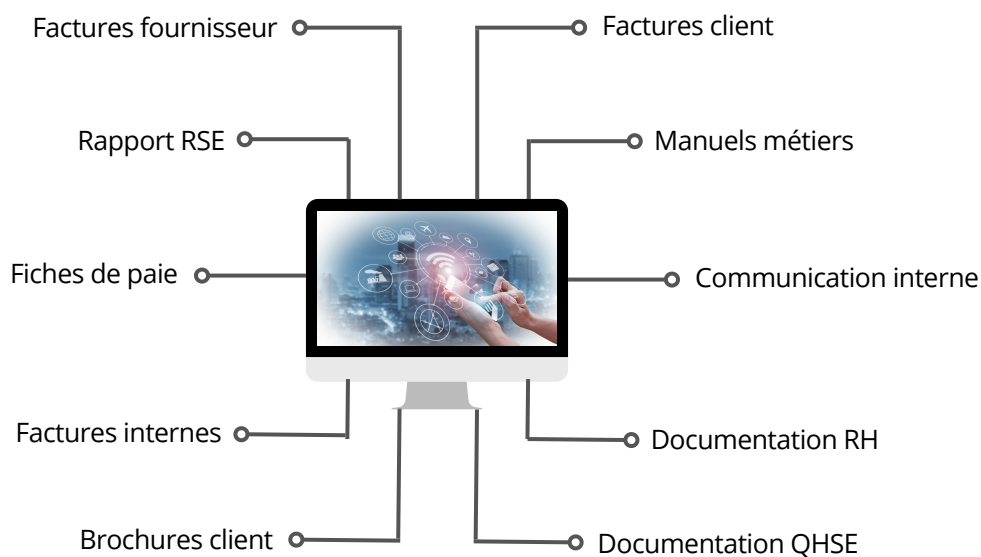 Factures fournisseur
Factures client
Rapport RSE
Manuels métiers
Fiches de paie
Communication interne
Factures internes
Documentation RH
Brochures client
Documentation QHSE